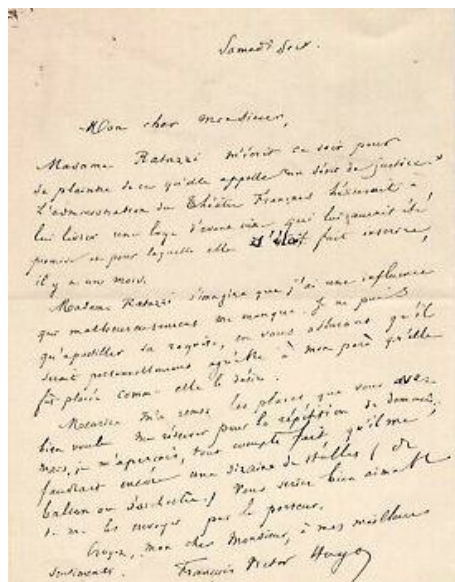 Samedi soir.
Mon cher Monsieur,
Madame Ratazzi m'écrit ce soir pour
se plaindre de ce qu'elle appelle "un déni de justice."
L'administration du Théâtre Français hésiterait à
lui livrer une loge d'avant-scène qui lui aurait été
promise et pour laquelle elle s'était fait inscrire,
il y a un mois.
Madame Ratazzi s'imagine que j'ai une influence
qui malheureusement me manque. Je ne puis
qu'apostiller sa requête, en vous assurant qu'il
serait personnellement agréable à mon père qu'elle
fût placée comme elle le désire.
Meurice m'a remis les places que vous avez
bien voulu me réserver pour la répétition de demain;
mais, je m'aperçois, tout compte fait, qu'il me
faudrait encore une dizaine de stalles (de
balcon ou d'orchestre.) Vous seriez bien aimable
de me les envoyer par le porteur.
Croyez, mon cher Monsieur, à mes meilleurs
sentiments. François Victor Hugo